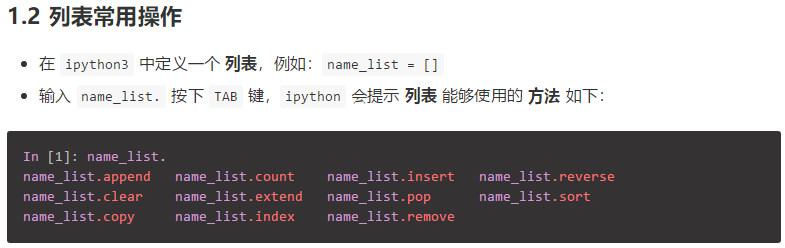 1.2 列表常用操作
在 ipython3 中定义一个 列表，例如：name_list = []
输入 name_list. 按下 TAB 键，ipython 会提示 列表 能够使用的 方法 如下：
In [1]: name_list.
name_list.append name_list.count name_list.insert name_list.reverse
name_list.clear name_list.extend name_list.pop name_list.sort
name_list.copy name_list.index name_list.remove